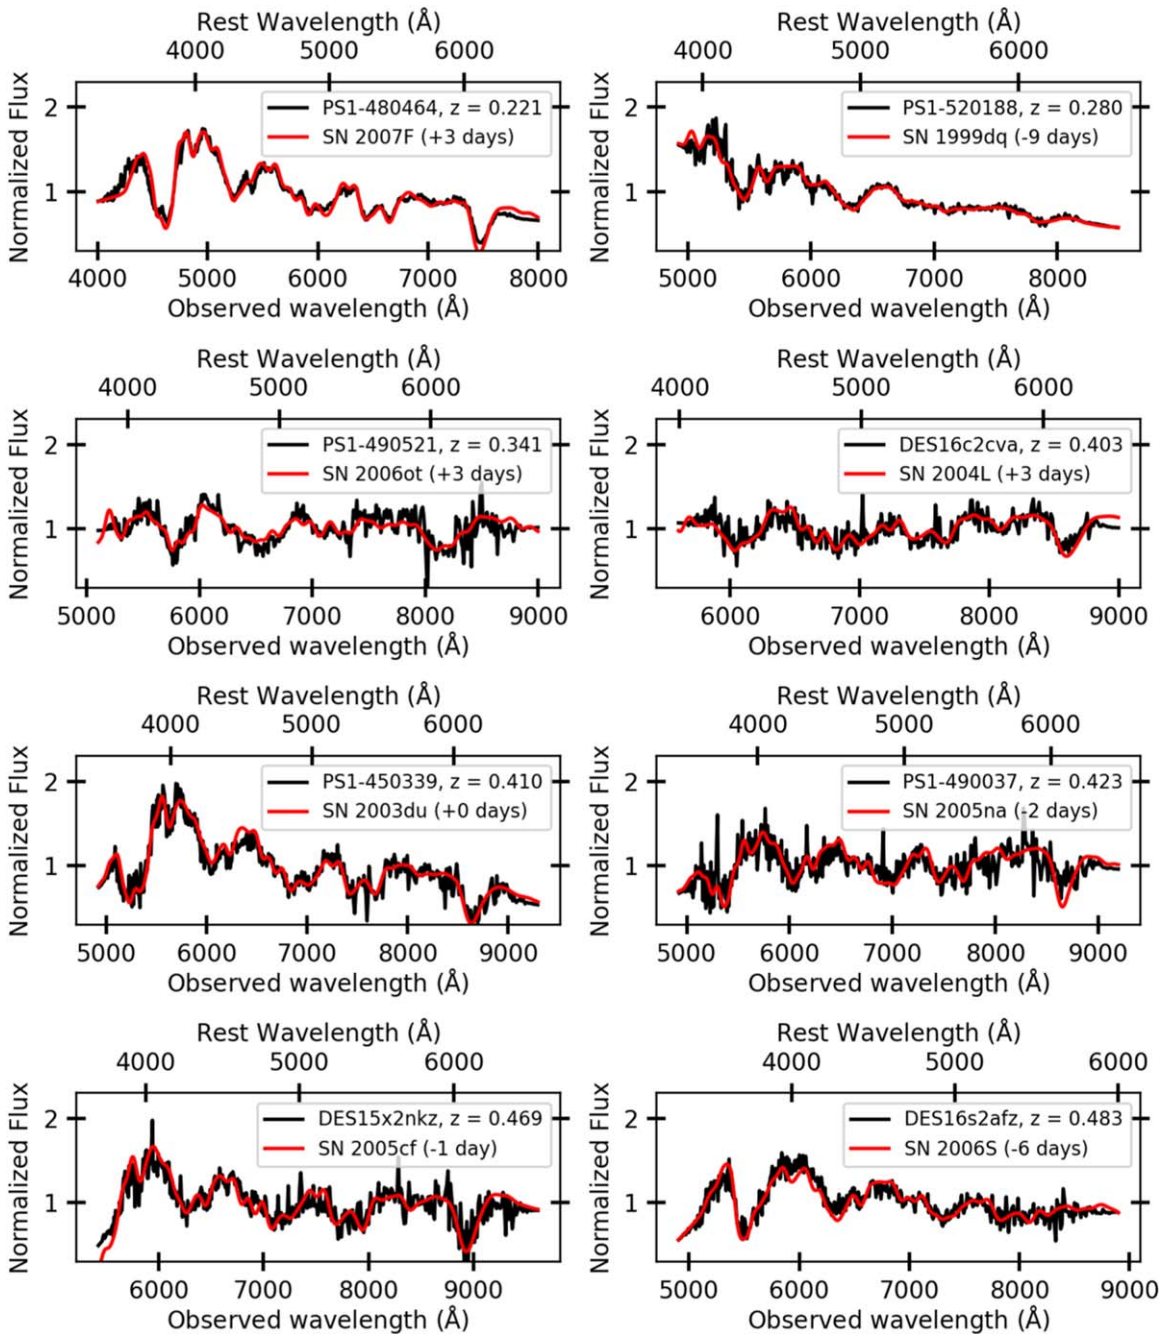 Rest Wavelength (Å)
4000 5000 6000
Normalized Flux
2
1
PS1-480464, z = 0.221
SN 2007F (+3 days)
4000 5000 6000 7000 8000
Observed wavelength (Å)
Rest Wavelength (Å)
4000 5000 6000
Normalized Flux
2
1
PS1-520188, z = 0.280
SN 1999dq (-9 days)
5000 6000 7000 8000
Observed wavelength (Å)
Rest Wavelength (Å)
4000 5000 6000
Normalized Flux
2
1
PS1-490521, z = 0.341
SN 2006ot (+3 days)
5000 6000 7000 8000 9000
Observed wavelength (Å)
Rest Wavelength (Å)
4000 5000 6000
Normalized Flux
2
1
DES16c2cva, z = 0.403
SN 2004L (+3 days)
6000 7000 8000 9000
Observed wavelength (Å)
Rest Wavelength (Å)
4000 5000 6000
Normalized Flux
2
1
PS1-450339, z = 0.410
SN 2003du (+0 days)
5000 6000 7000 8000 9000
Observed wavelength (Å)
Rest Wavelength (Å)
4000 5000 6000
Normalized Flux
2
1
PS1-490037, z = 0.423
SN 2005na (-2 days)
5000 6000 7000 8000 9000
Observed wavelength (Å)
Rest Wavelength (Å)
4000 5000 6000
Normalized Flux
2
1
DES15x2nkz, z = 0.469
SN 2005cf (-1 day)
6000 7000 8000 9000
Observed wavelength (Å)
Rest Wavelength (Å)
4000 5000 6000
Normalized Flux
2
1
DES16s2afz, z = 0.483
SN 2006S (-6 days)
5000 6000 7000 8000 9000
Observed wavelength (Å)